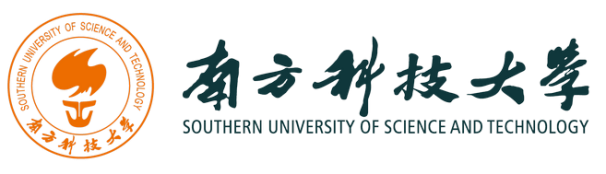 SOUTHERN UNIVERSITY OF SCIENCE AND TECHNOLOGY
南方科技大学
南方科技大学
SOUTHERN UNIVERSITY OF SCIENCE AND TECHNOLOGY